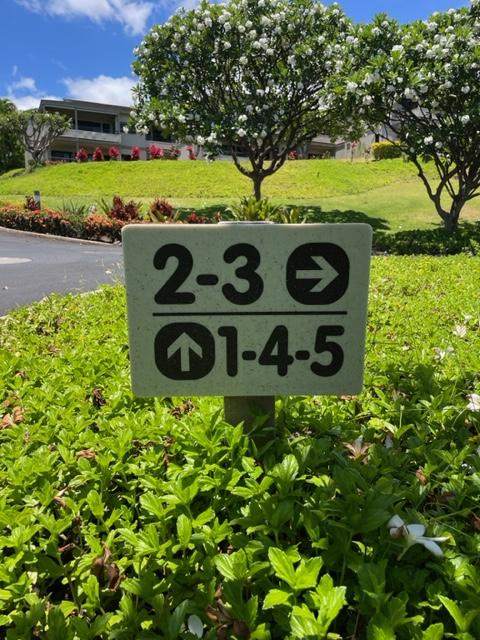 2-3 →
↑ 1-4-5